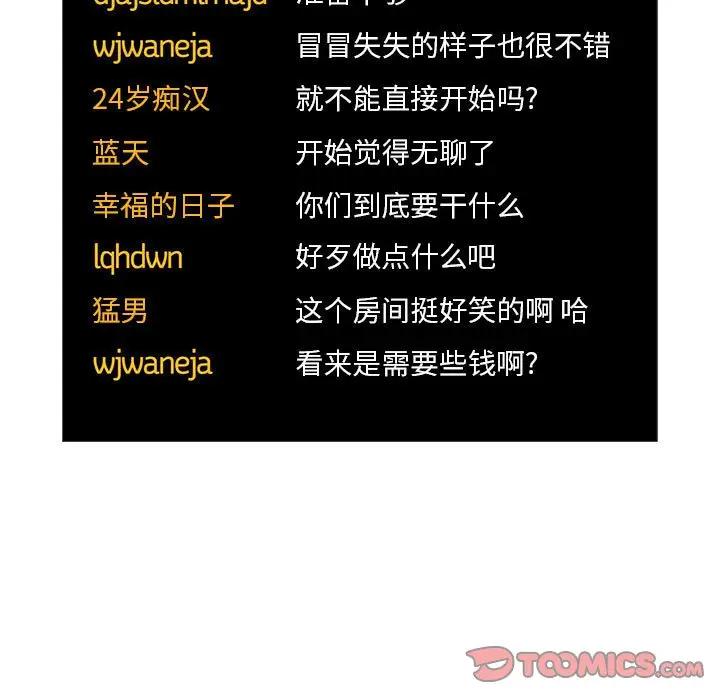 wjwaneja 冒冒失失的样子也很不错
24岁痴汉 就不能直接开始吗?
蓝天 开始觉得无聊了
幸福的日子 你们到底要干什么
lqhdwn 好歹做点什么吧
猛男 这个房间挺好笑的啊 哈
wjwaneja 看来是需要些钱啊?
TOOMICS.COM